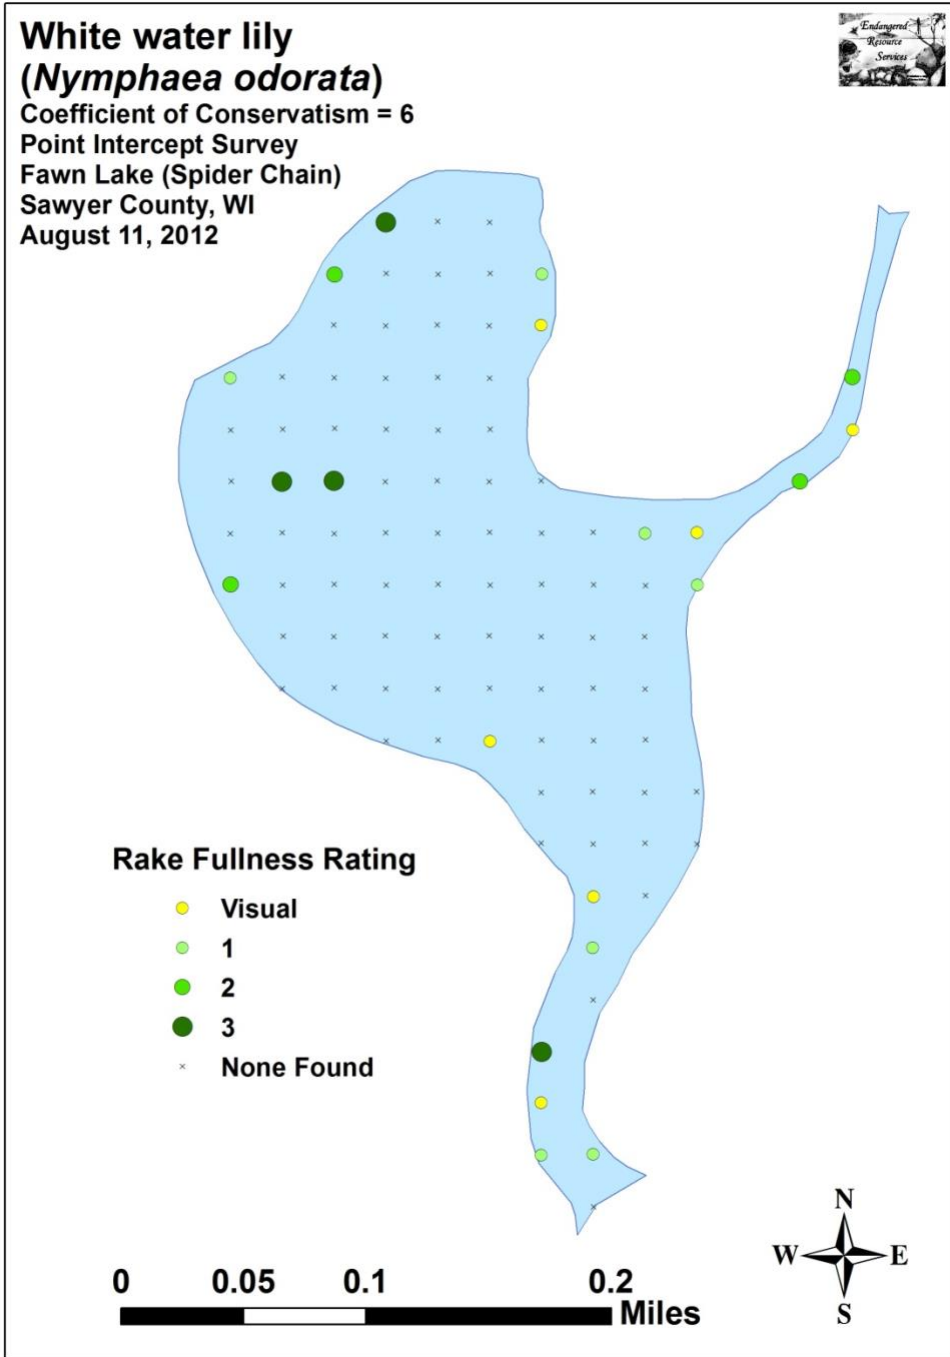 White water lily
(Nymphaea odorata)
Coefficient of Conservatism = 6
Point Intercept Survey
Fawn Lake (Spider Chain)
Sawyer County, WI
August 11, 2012
Endangered
Resource
Services
Rake Fullness Rating
Visual
1
2
3
None Found
N
W E
S
0 0.05 0.1 0.2
Miles